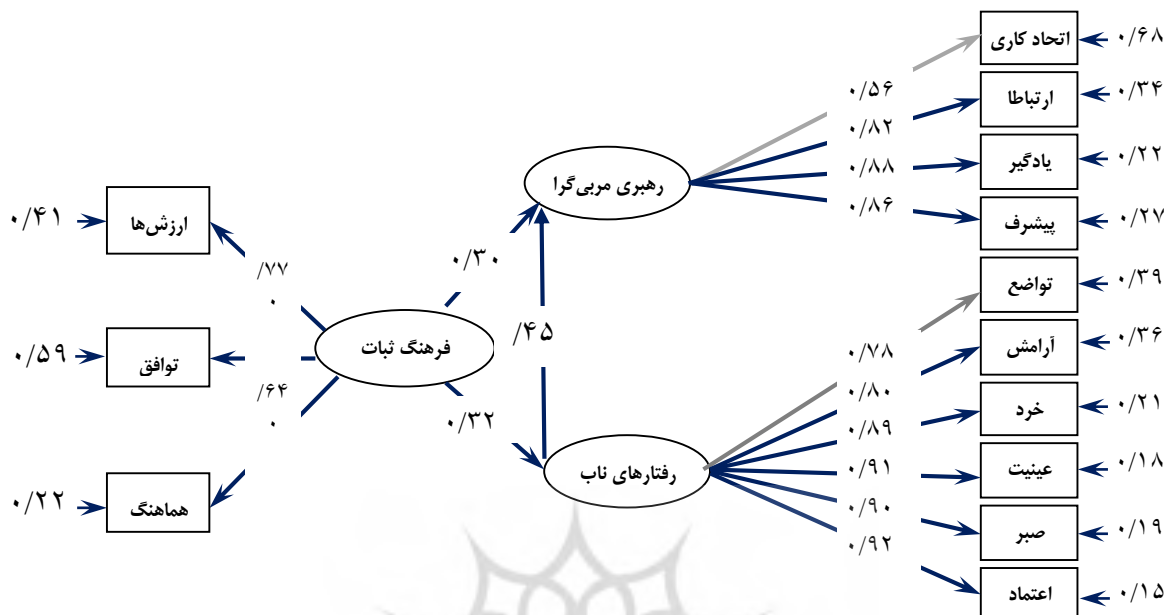 اتحاد کاری
۰/۶۸
ارتباطا
۰/۳۴
یادگیر
۰/۲۲
پیشرف
۰/۲۷
تواضع
۰/۳۹
آرامش
۰/۳۶
خرد
۰/۲۱
عینیت
۰/۱۸
صبر
۰/۱۹
اعتماد
۰/۱۵
۰/۵۶
۰/۸۲
۰/۸۸
۰/۸۶
رهبری مربی‌گرا
۰/۷۸
۰/۸۰
۰/۸۹
۰/۹۱
۰/۹۰
۰/۹۲
رفتارهای ناب
۰/۳۰
/۴۵
۰/۳۲
فرهنگ ثبات
/۷۷
۰
/۶۴
۰
ارزش‌ها
۰/۴۱
توافق
۰/۵۹
هماهنگ
۰/۲۲